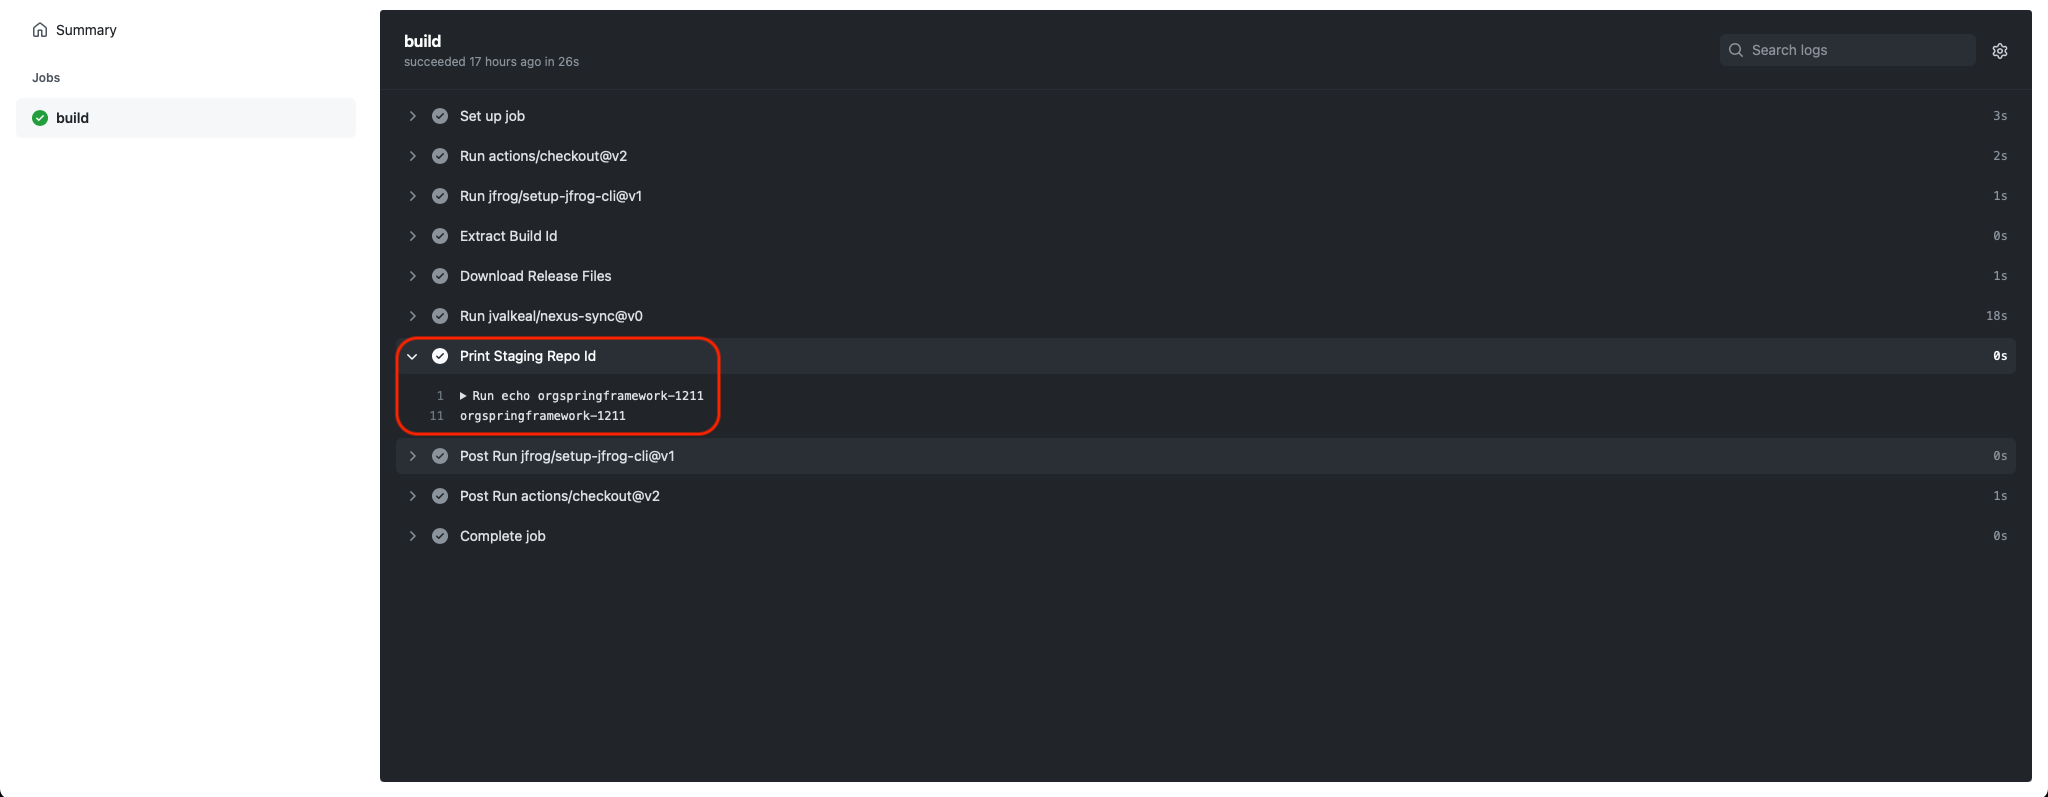 Summary
Jobs
build
build
succeeded 17 hours ago in 26s
Search logs
Set up job 3s
Run actions/checkout@v2 2s
Run jfrog/setup-jfrog-cli@v1 1s
Extract Build Id 0s
Download Release Files 1s
Run jvalkeal/nexus-sync@v0 18s
Print Staging Repo Id 0s
1 Run echo orgspringframework-1211
11 orgspringframework-1211
Post Run jfrog/setup-jfrog-cli@v1 0s
Post Run actions/checkout@v2 1s
Complete job 0s